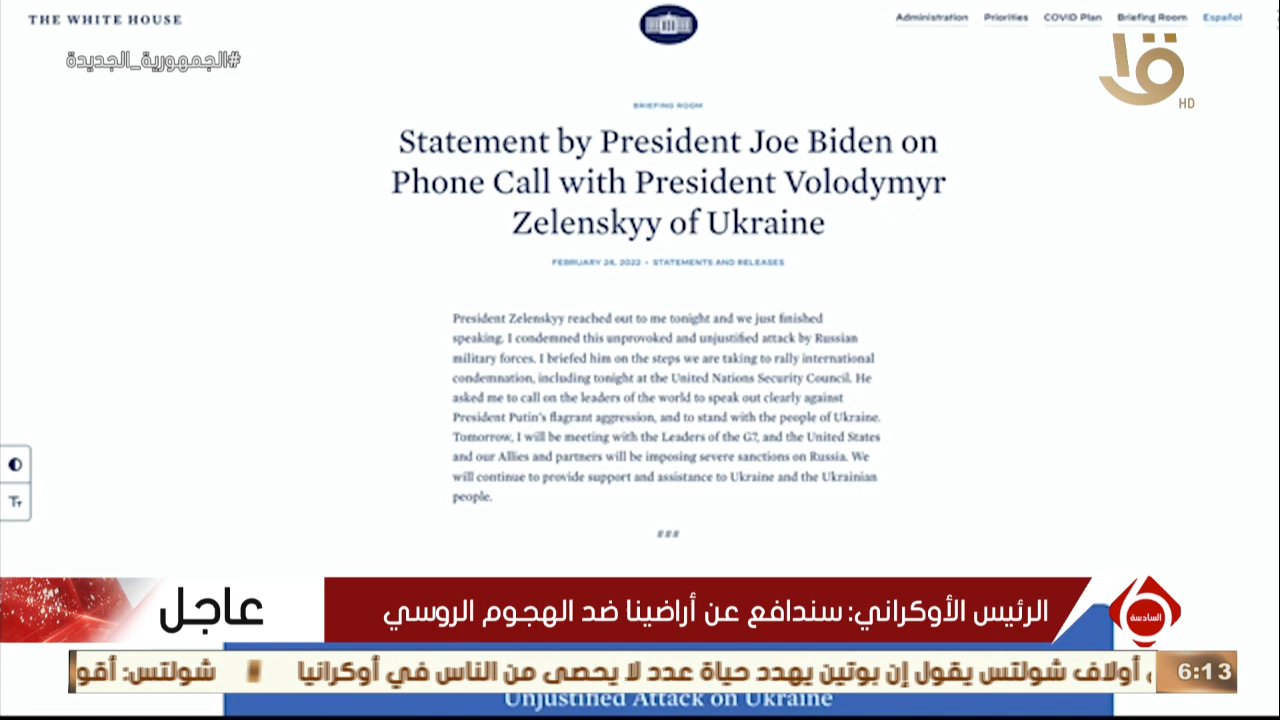 THE WHITE HOUSE
Administration Priorities COVID Plan Briefing Room Español
#الجمهورية_الجديدة
HD
BRIEFING ROOM
Statement by President Joe Biden on
Phone Call with President Volodymyr
Zelenskyy of Ukraine
FEBRUARY 24, 2022 • STATEMENTS AND RELEASES
President Zelenskyy reached out to me tonight and we just finished
speaking. I condemned this unprovoked and unjustified attack by Russian
military forces. I briefed him on the steps we are taking to rally international
condemnation, including tonight at the United Nations Security Council. He
asked me to call on the leaders of the world to speak out clearly against
President Putin's flagrant aggression, and to stand with the people of Ukraine.
Tomorrow, I will be meeting with the Leaders of the G7, and the United States
and our Allies and partners will be imposing severe sanctions on Russia. We
will continue to provide support and assistance to Ukraine and the Ukrainian
people.
###
Tт
عاجل
الرئيس الأوكراني: سندافع عن أراضينا ضد الهجوم الروسي
السادسة
أولاف شولتس يقول إن بوتين يهدد حياة عدد لا يحصى من الناس في أوكرانيا شولتس:
6:13
Unjustified Attack on Ukraine